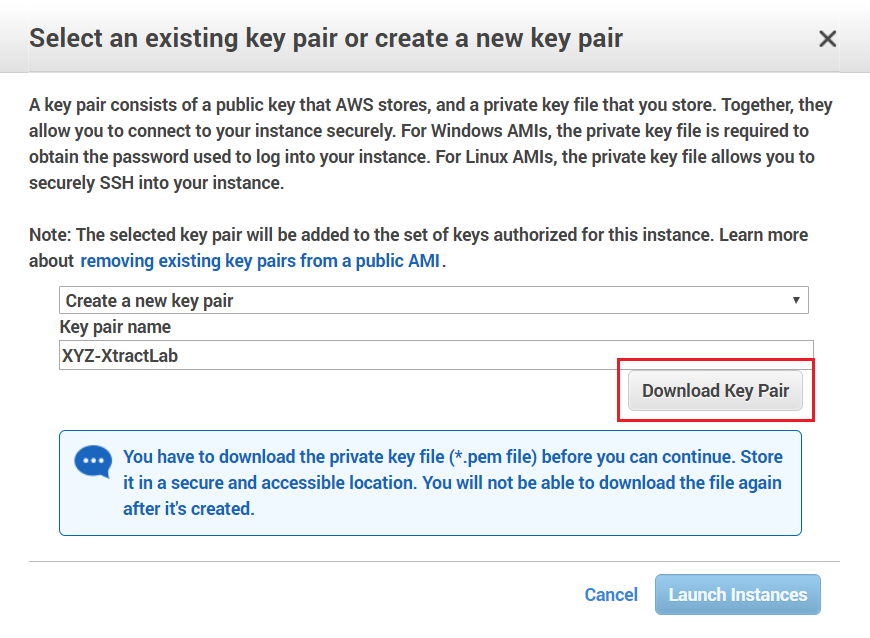 Select an existing key pair or create a new key pair
A key pair consists of a public key that AWS stores, and a private key file that you store. Together, they
allow you to connect to your instance securely. For Windows AMIs, the private key file is required to
obtain the password used to log into your instance. For Linux AMIs, the private key file allows you to
securely SSH into your instance.
Note: The selected key pair will be added to the set of keys authorized for this instance. Learn more
about removing existing key pairs from a public AMI.
Create a new key pair
Key pair name
XYZ-XtractLab
Download Key Pair
You have to download the private key file (*.pem file) before you can continue. Store
it in a secure and accessible location. You will not be able to download the file again
after it's created.
Cancel Launch Instances